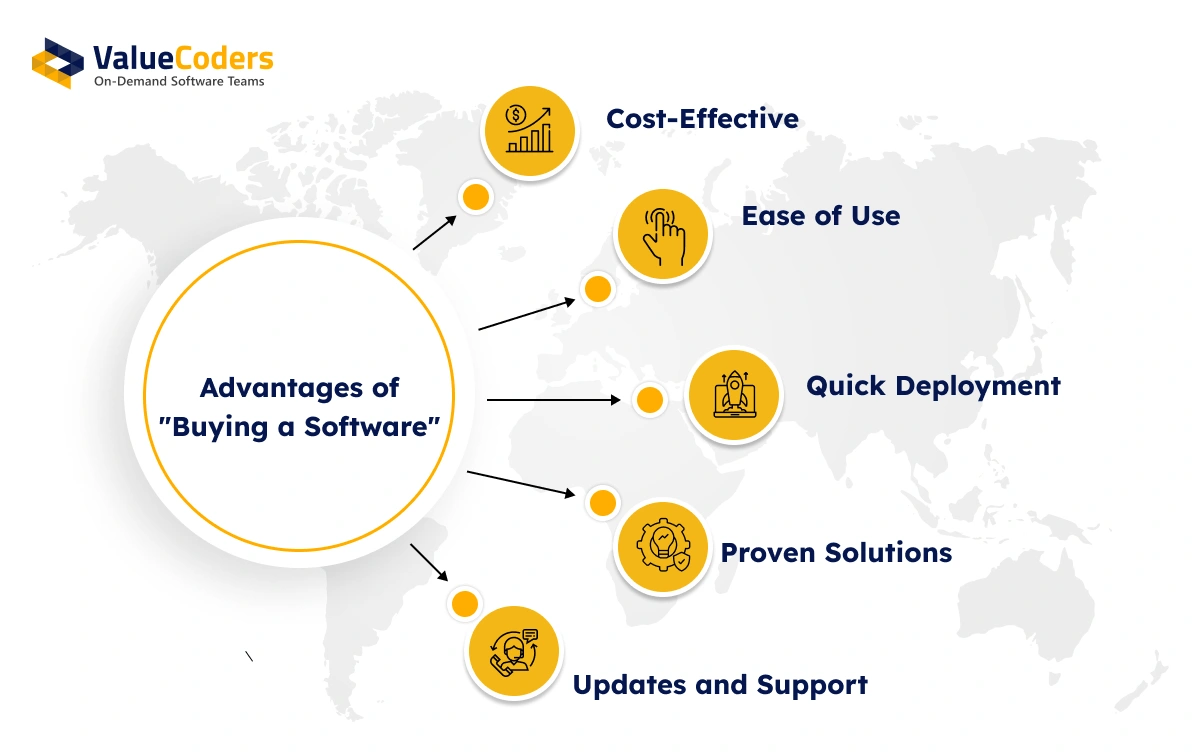 ValueCoders
On-Demand Software Teams
Cost-Effective
Ease of Use
Advantages of
"Buying a Software"
Quick Deployment
Proven Solutions
Updates and Support